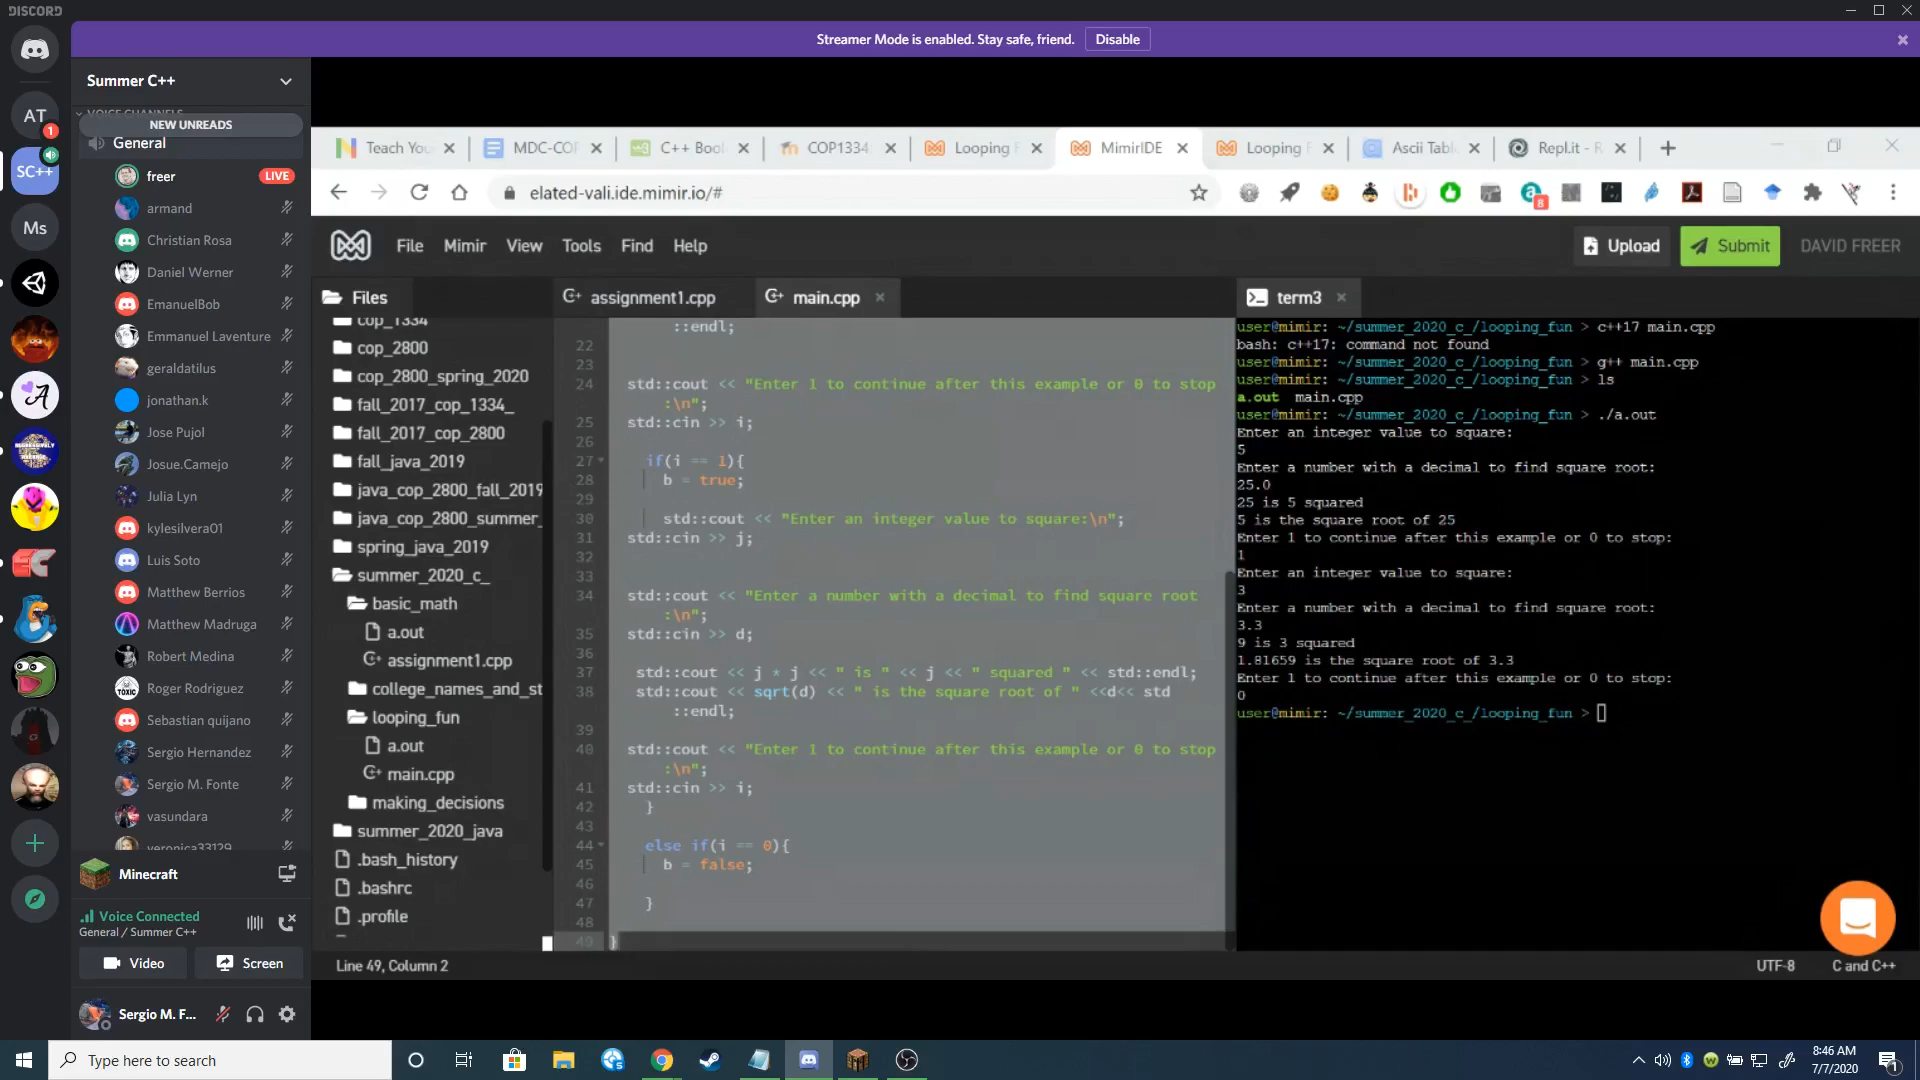 DISCORD
Streamer Mode is enabled. Stay safe, friend. Disable
Summer C++
VOICE CHANNELS
NEW UNREADS
General
AT
1
SC++
Ms
freer LIVE
armand
Christian Rosa
Daniel Werner
EmanuelBob
Emmanuel Laventure
geraldatilus
jonathan.k
Jose Pujol
Josue.Camejo
Julia Lyn
kylesilvera01
Luis Soto
Matthew Berrios
Matthew Madruga
Robert Medina
Roger Rodriguez
TOXIC
Sebastian quijano
Sergio Hernandez
Sergio M. Fonte
vasundara
veronica33129
Minecraft
Voice Connected
General / Summer C++
Video Screen
Sergio M. F...
Teach You MDC-COP C++ Bool COP1334 Looping F MimirIDE Looping F Ascii Tabl Repl.it - R
elated-vali.ide.mimir.io/#
8
File Mimir View Tools Find Help Upload Submit DAVID FREER
Files
cop_1334
cop_2800
cop_2800_spring_2020
fall_2017_cop_1334_
fall_2017_cop_2800
fall_java_2019
java_cop_2800_fall_2019
java_cop_2800_summer_
spring_java_2019
summer_2020_c_
basic_math
a.out
assignment1.cpp
college_names_and_st
looping_fun
a.out
main.cpp
making_decisions
summer_2020_java
.bash_history
.bashrc
.profile
assignment1.cpp main.cpp
::endl;
22
23
24 std::cout << "Enter 1 to continue after this example or 0 to stop
:\n";
25 std::cin >> i;
26
27 if(i == 1){
28 b = true;
29
30 std::cout << "Enter an integer value to square:\n";
31 std::cin >> j;
32
33
34 std::cout << "Enter a number with a decimal to find square root
:\n";
35 std::cin >> d;
36
37 std::cout << j * j << " is " << j << " squared " << std::endl;
38 std::cout << sqrt(d) << " is the square root of " <<d<< std
::endl;
39
40 std::cout << "Enter 1 to continue after this example or 0 to stop
:\n";
41 std::cin >> i;
42 }
43
44 else if(i == 0){
45 b = false;
46
47 }
48
49 }
Line 49, Column 2
term3
user@mimir: ~/summer_2020_c_/looping_fun > c++17 main.cpp
bash: c++17: command not found
user@mimir: ~/summer_2020_c_/looping_fun > g++ main.cpp
user@mimir: ~/summer_2020_c_/looping_fun > ls
a.out main.cpp
user@mimir: ~/summer_2020_c_/looping_fun > ./a.out
Enter an integer value to square:
5
Enter a number with a decimal to find square root:
25.0
25 is 5 squared
5 is the square root of 25
Enter 1 to continue after this example or 0 to stop:
1
Enter an integer value to square:
3
Enter a number with a decimal to find square root:
3.3
9 is 3 squared
1.81659 is the square root of 3.3
Enter 1 to continue after this example or 0 to stop:
0
user@mimir: ~/summer_2020_c_/looping_fun >
UTF-8 C and C++
Type here to search
8:46 AM
7/7/2020
1